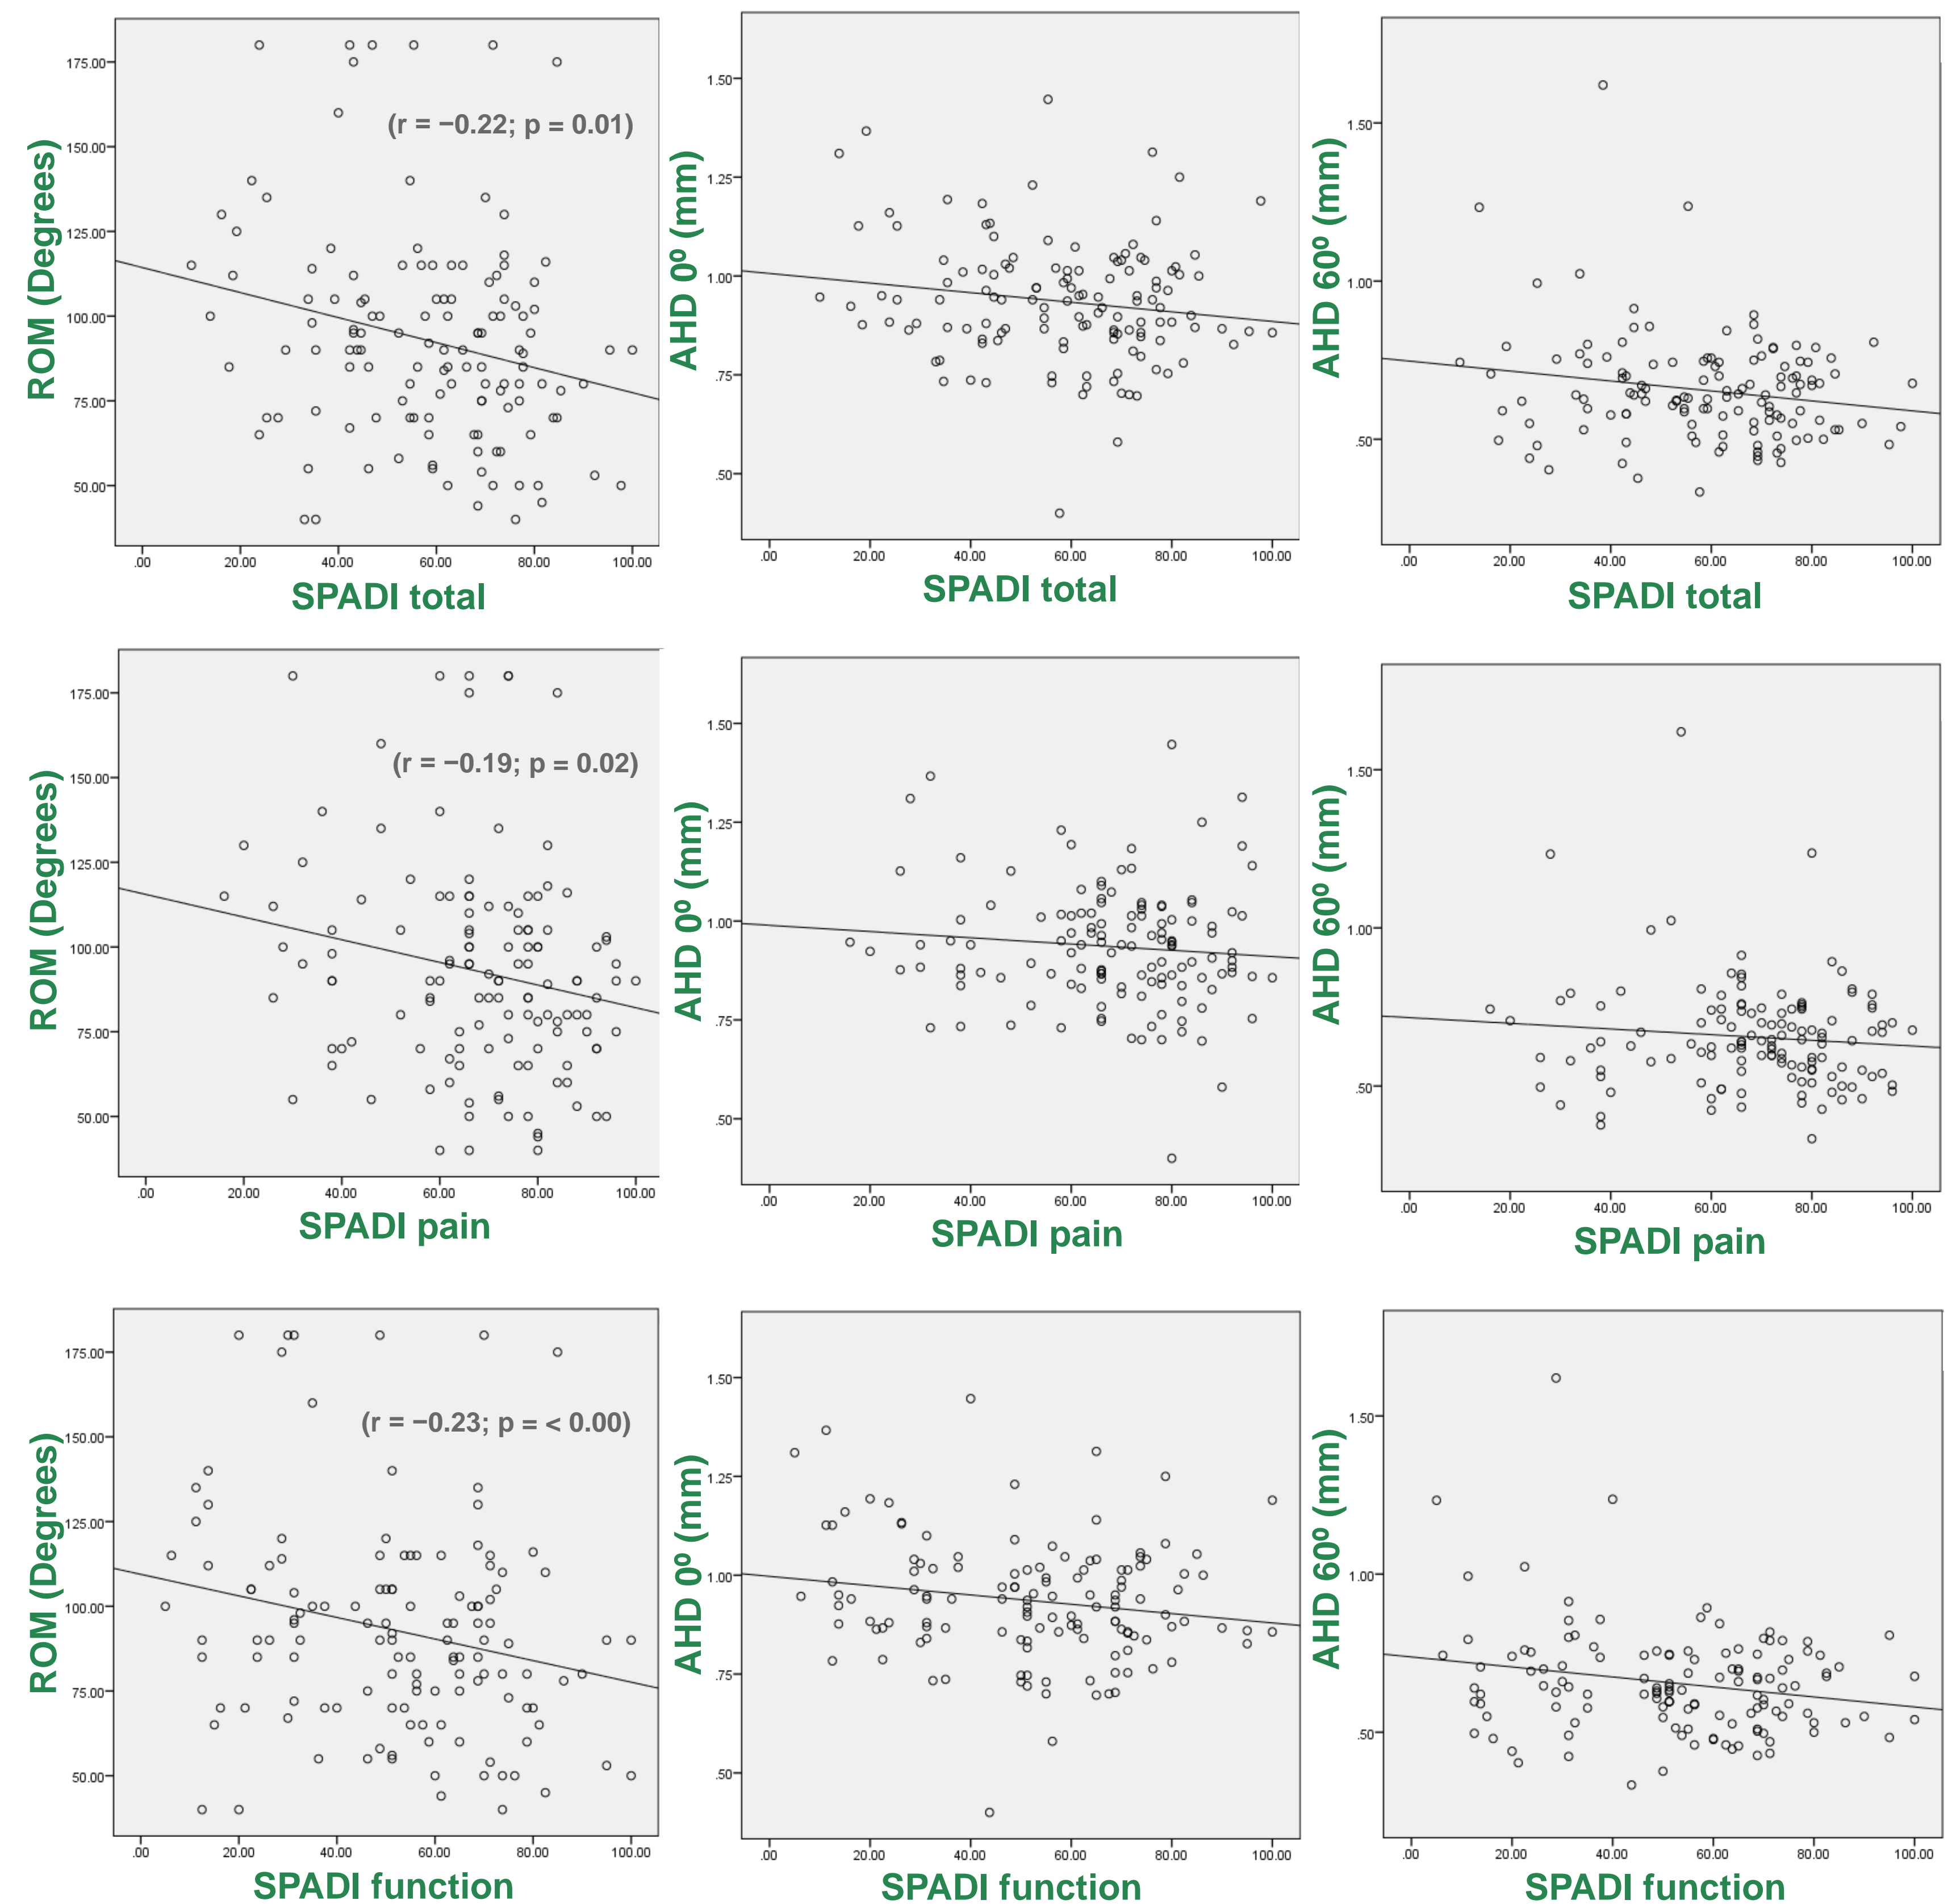 175.00
150.00
125.00
100.00
75.00
50.00
ROM (Degrees)
(r = −0.22; p = 0.01)
.00 20.00 40.00 60.00 80.00 100.00
SPADI total
1.50
1.25
1.00
.75
.50
AHD 0º (mm)
.00 20.00 40.00 60.00 80.00 100.00
SPADI total
1.50
1.00
.50
AHD 60º (mm)
.00 20.00 40.00 60.00 80.00 100.00
SPADI total
175.00
150.00
125.00
100.00
75.00
50.00
ROM (Degrees)
(r = −0.19; p = 0.02)
.00 20.00 40.00 60.00 80.00 100.00
SPADI pain
1.50
1.25
1.00
.75
.50
AHD 0º (mm)
.00 20.00 40.00 60.00 80.00 100.00
SPADI pain
1.50
1.00
.50
AHD 60º (mm)
.00 20.00 40.00 60.00 80.00 100.00
SPADI pain
175.00
150.00
125.00
100.00
75.00
50.00
ROM (Degrees)
(r = −0.23; p = < 0.00)
.00 20.00 40.00 60.00 80.00 100.00
SPADI function
1.50
1.25
1.00
.75
.50
AHD 0º (mm)
.00 20.00 40.00 60.00 80.00 100.00
SPADI function
1.50
1.00
.50
AHD 60º (mm)
.00 20.00 40.00 60.00 80.00 100.00
SPADI function